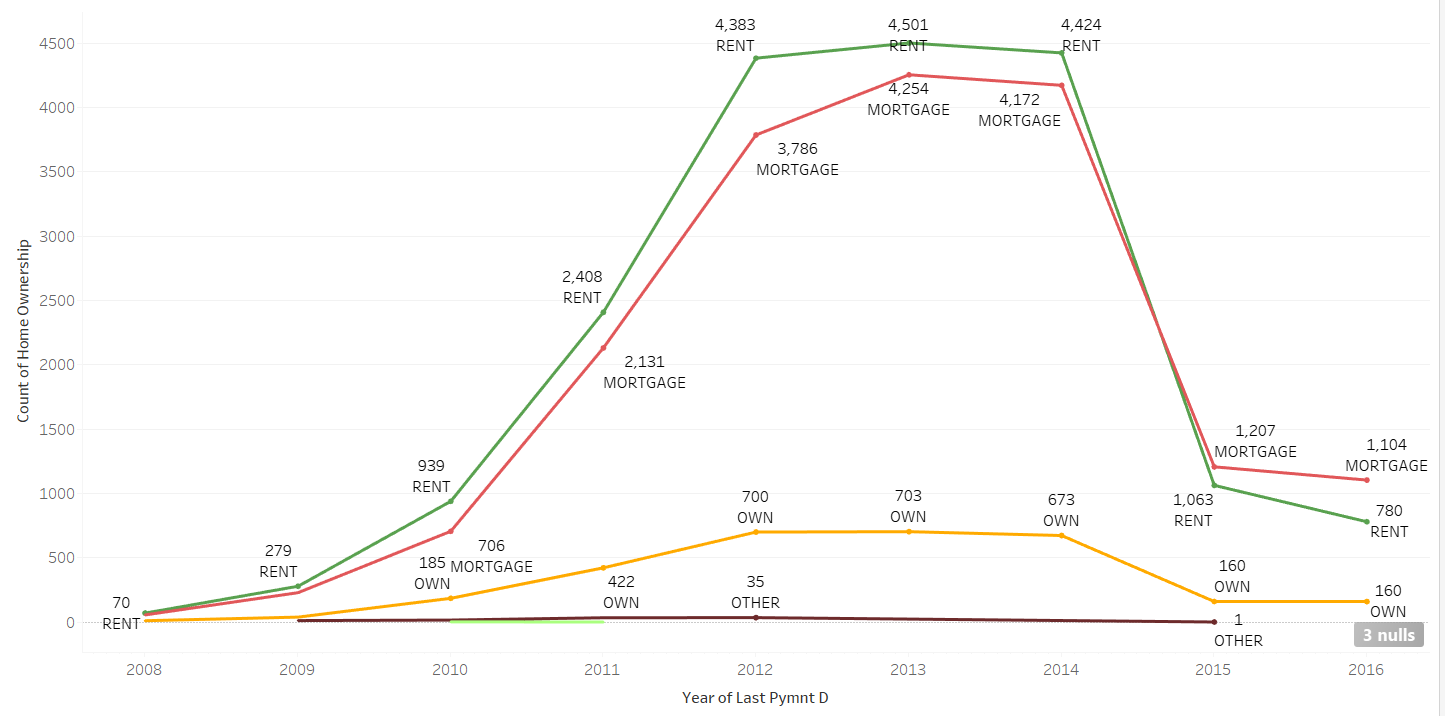 4,383
RENT
4,501
RENT
4,424
RENT
4500
4,254
MORTGAGE
4,172
MORTGAGE
4000
3,786
MORTGAGE
3500
3000
2,408
RENT
2500
2,131
MORTGAGE
2000
1,207
MORTGAGE
1,104
MORTGAGE
1500
939
RENT
1,063
RENT
780
RENT
1000
700
OWN
703
OWN
673
OWN
706
MORTGAGE
279
RENT
185
OWN
500
422
OWN
35
OTHER
160
OWN
160
OWN
70
RENT
1
OTHER
0
3 nulls
Count of Home Ownership
2008 2009 2010 2011 2012 2013 2014 2015 2016
Year of Last Pymnt D